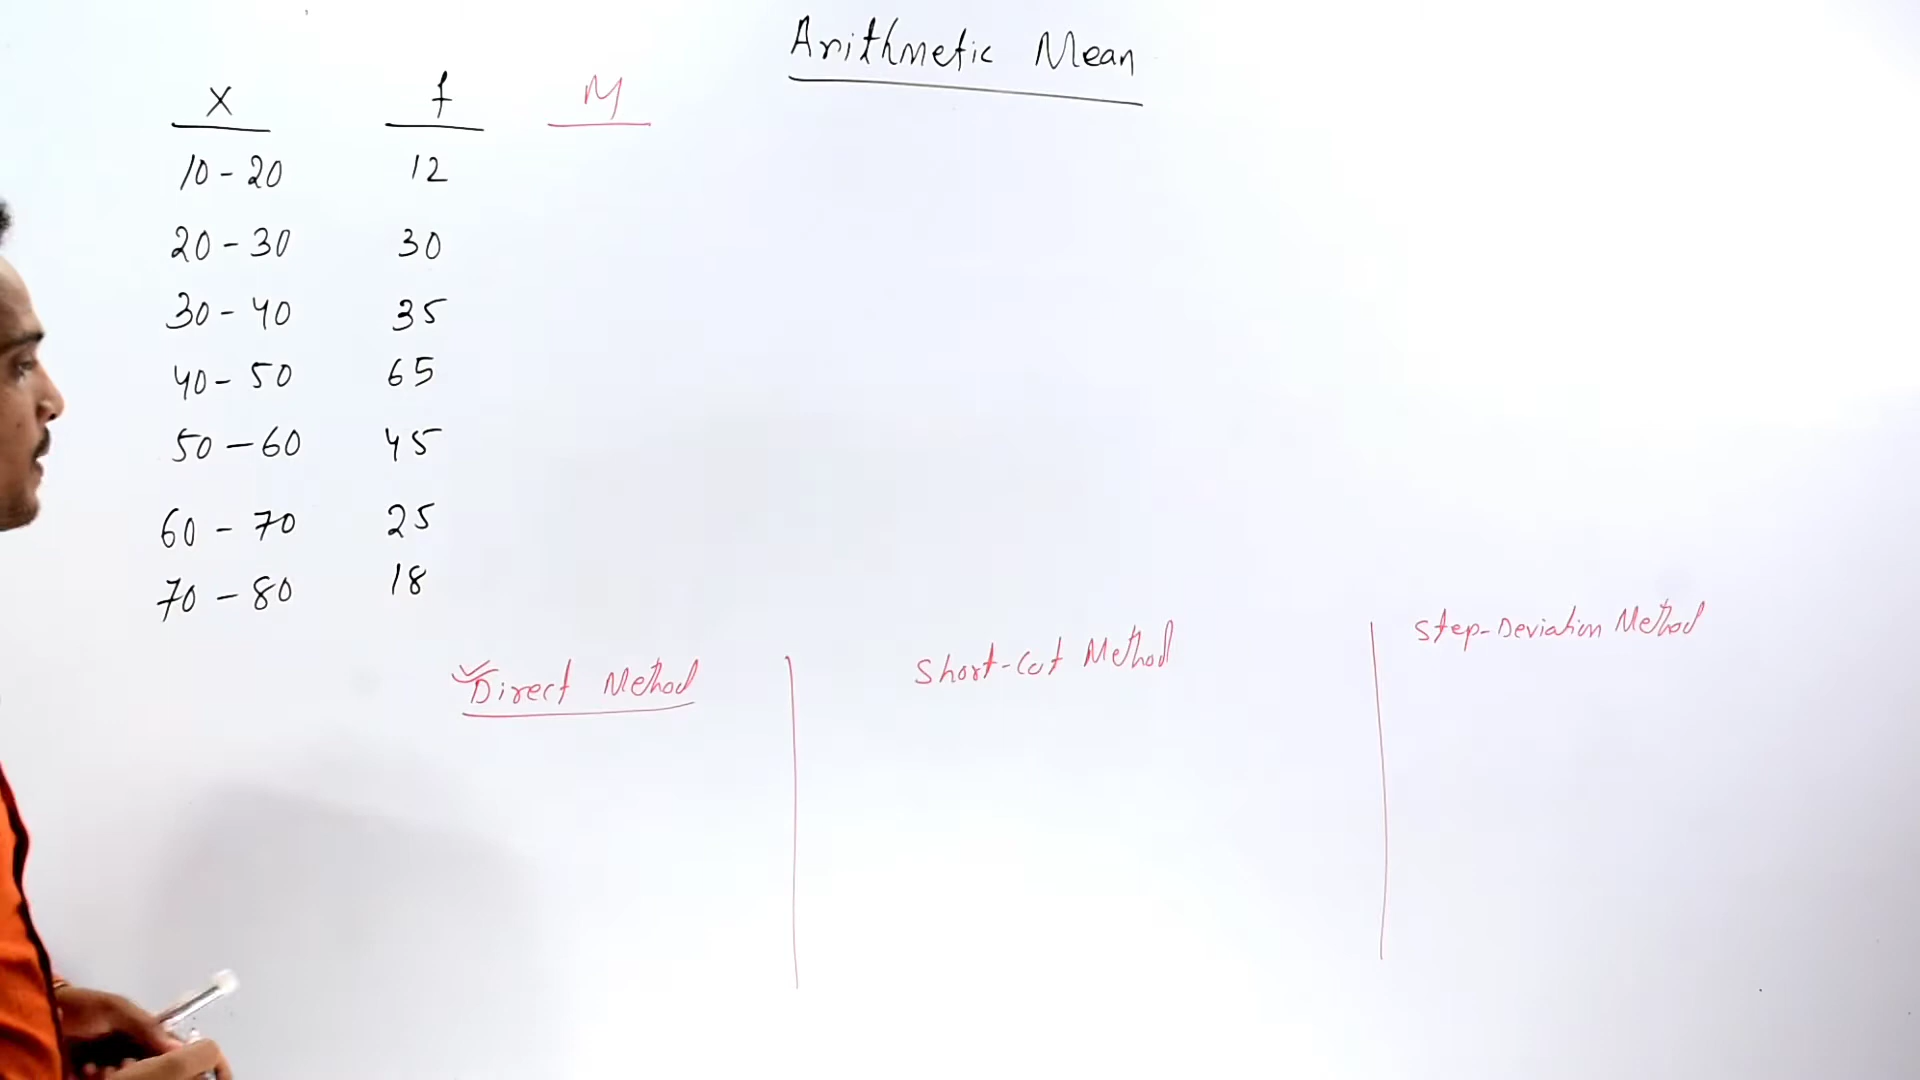 Arithmetic Mean
X f M
10 - 20 12
20 - 30 30
30 - 40 35
40 - 50 65
50 - 60 45
60 - 70 25
70 - 80 18
Direct Method Short-Cut Method Step-Deviation Method